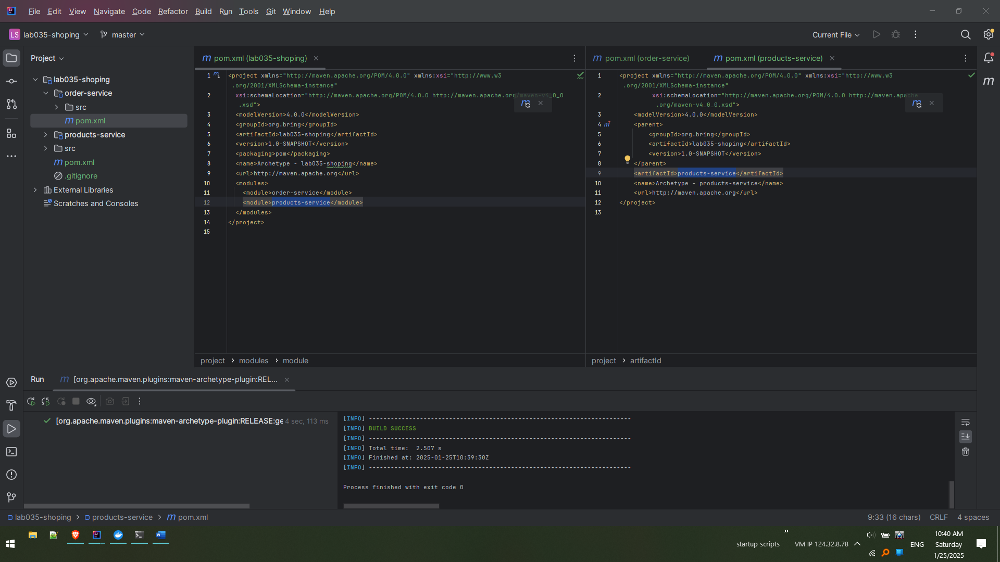 File Edit View Navigate Code Refactor Build Run Tools Git Window Help
LS lab035-shoping master Current File
Project
lab035-shoping
order-service
src
pom.xml
products-service
src
pom.xml
.gitignore
External Libraries
Scratches and Consoles
pom.xml (lab035-shoping)
1 <project xmlns="http://maven.apache.org/POM/4.0.0" xmlns:xsi="http://www.w3
.org/2001/XMLSchema-instance"
2 xsi:schemaLocation="http://maven.apache.org/POM/4.0.0 http://maven.apache.org/maven-v4_0_0
.xsd">
3 <modelVersion>4.0.0</modelVersion>
4 <groupId>org.bring</groupId>
5 <artifactId>lab035-shoping</artifactId>
6 <version>1.0-SNAPSHOT</version>
7 <packaging>pom</packaging>
8 <name>Archetype - lab035-shoping</name>
9 <url>http://maven.apache.org</url>
10 <modules>
11 <module>order-service</module>
12 <module>products-service</module>
13 </modules>
14 </project>
15
project > modules > module
pom.xml (order-service) pom.xml (products-service)
1 <project xmlns="http://maven.apache.org/POM/4.0.0" xmlns:xsi="http://www.w3
.org/2001/XMLSchema-instance"
2 xsi:schemaLocation="http://maven.apache.org/POM/4.0.0 http://maven.apache
.org/maven-v4_0_0.xsd">
3 <modelVersion>4.0.0</modelVersion>
4 <parent>
5 <groupId>org.bring</groupId>
6 <artifactId>lab035-shoping</artifactId>
7 <version>1.0-SNAPSHOT</version>
8 </parent>
9 <artifactId>products-service</artifactId>
10 <name>Archetype - products-service</name>
11 <url>http://maven.apache.org</url>
12 </project>
13
project > artifactId
Run [org.apache.maven.plugins:maven-archetype-plugin:REL...
[org.apache.maven.plugins:maven-archetype-plugin:RELEASE:ge 4 sec, 113 ms
[INFO] ------------------------------------------------------------------------
[INFO] BUILD SUCCESS
[INFO] ------------------------------------------------------------------------
[INFO] Total time:  2.507 s
[INFO] Finished at: 2025-01-25T10:39:30Z
[INFO] ------------------------------------------------------------------------
Process finished with exit code 0
lab035-shoping > products-service > pom.xml 9:33 (16 chars) CRLF 4 spaces
startup scripts VM IP 124.32.8.78 ENG
10:40 AM
Saturday
1/25/2025